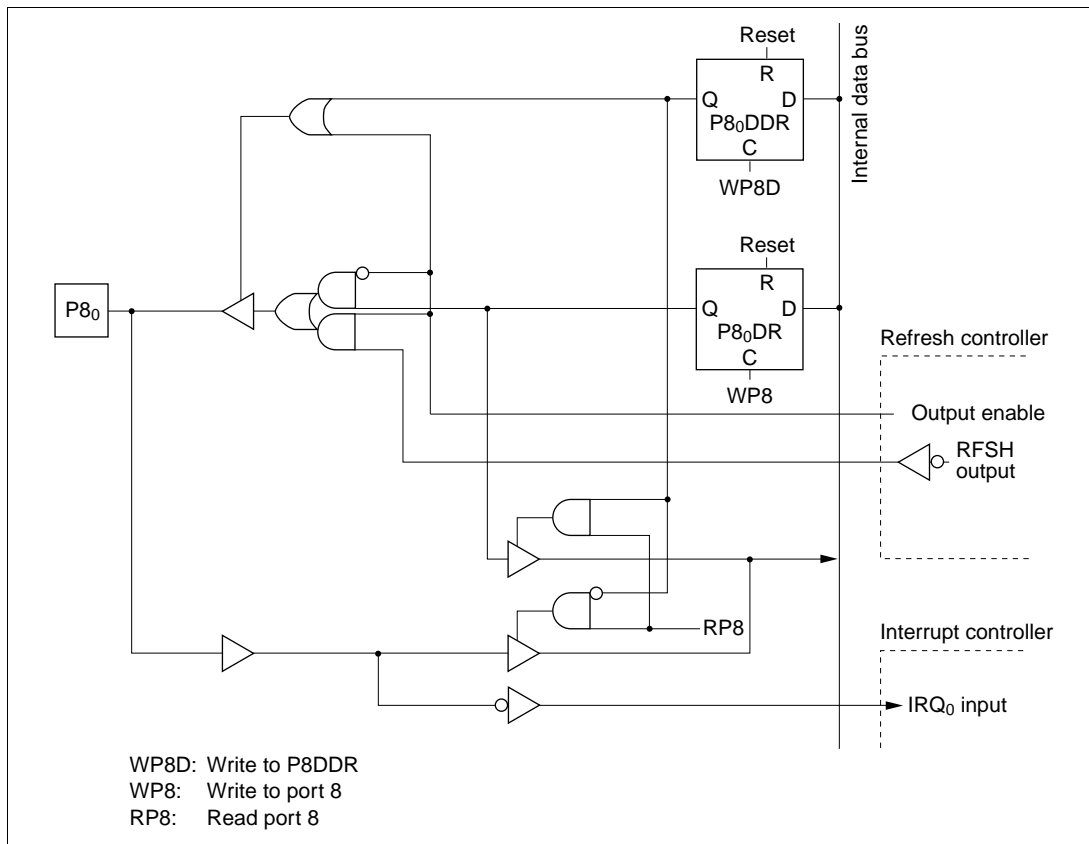 Reset
R
Q D
P8₀DDR
C
WP8D
Internal data bus
Reset
R
Q D
P8₀DR
C
WP8
P8₀
Refresh controller
Output enable
RFSH
output
RP8
Interrupt controller
IRQ₀ input
WP8D: Write to P8DDR
WP8: Write to port 8
RP8: Read port 8